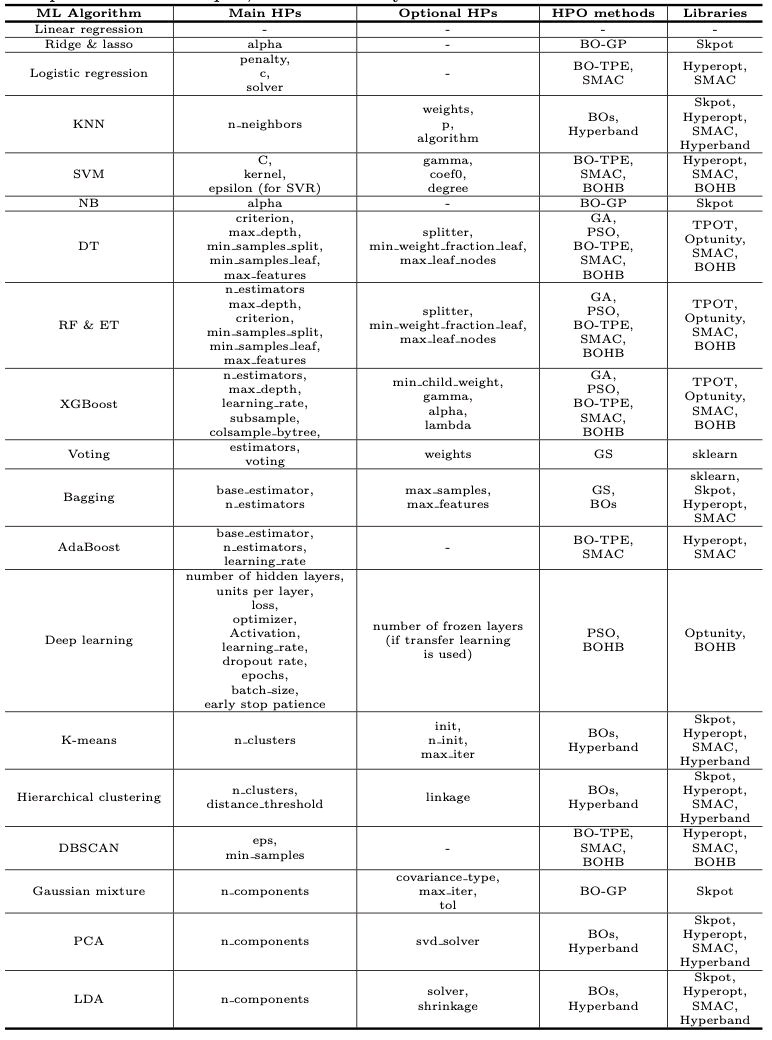 ML Algorithm Main HPs Optional HPs HPO methods Libraries
Linear regression - - - -
Ridge & lasso alpha - BO-GP Skpot
Logistic regression
penalty,
c,
solver
-
BO-TPE,
SMAC
Hyperopt,
SMAC
KNN
n_neighbors
weights,
p,
algorithm
BOs,
Hyperband
Skpot,
Hyperopt,
SMAC,
Hyperband
SVM
C,
kernel,
epsilon (for SVR)
gamma,
coef0,
degree
BO-TPE,
SMAC,
BOHB
Hyperopt,
SMAC,
BOHB
NB alpha - BO-GP Skpot
DT
criterion,
max_depth,
min_samples_split,
min_samples_leaf,
max_features
splitter,
min_weight_fraction_leaf,
max_leaf_nodes
GA,
PSO,
BO-TPE,
SMAC,
BOHB
TPOT,
Optunity,
SMAC,
BOHB
RF & ET
n_estimators
max_depth,
criterion,
min_samples_split,
min_samples_leaf,
max_features
splitter,
min_weight_fraction_leaf,
max_leaf_nodes
GA,
PSO,
BO-TPE,
SMAC,
BOHB
TPOT,
Optunity,
SMAC,
BOHB
XGBoost
n_estimators,
max_depth,
learning_rate,
subsample,
colsample_bytree,
min_child_weight,
gamma,
alpha,
lambda
GA,
PSO,
BO-TPE,
SMAC,
BOHB
TPOT,
Optunity,
SMAC,
BOHB
Voting
estimators,
voting
weights
GS
sklearn
Bagging
base_estimator,
n_estimators
max_samples,
max_features
GS,
BOs
sklearn,
Skpot,
Hyperopt,
SMAC
AdaBoost
base_estimator,
n_estimators,
learning_rate
-
BO-TPE,
SMAC
Hyperopt,
SMAC
Deep learning
number of hidden layers,
units per layer,
loss,
optimizer,
Activation,
learning_rate,
dropout rate,
epochs,
batch_size,
early stop patience
number of frozen layers
(if transfer learning
is used)
PSO,
BOHB
Optunity,
BOHB
K-means
n_clusters
init,
n_init,
max_iter
BOs,
Hyperband
Skpot,
Hyperopt,
SMAC,
Hyperband
Hierarchical clustering
n_clusters,
distance_threshold
linkage
BOs,
Hyperband
Skpot,
Hyperopt,
SMAC,
Hyperband
DBSCAN
eps,
min_samples
-
BO-TPE,
SMAC,
BOHB
Hyperopt,
SMAC,
BOHB
Gaussian mixture
n_components
covariance_type,
max_iter,
tol
BO-GP
Skpot
PCA
n_components
svd_solver
BOs,
Hyperband
Skpot,
Hyperopt,
SMAC,
Hyperband
LDA
n_components
solver,
shrinkage
BOs,
Hyperband
Skpot,
Hyperopt,
SMAC,
Hyperband